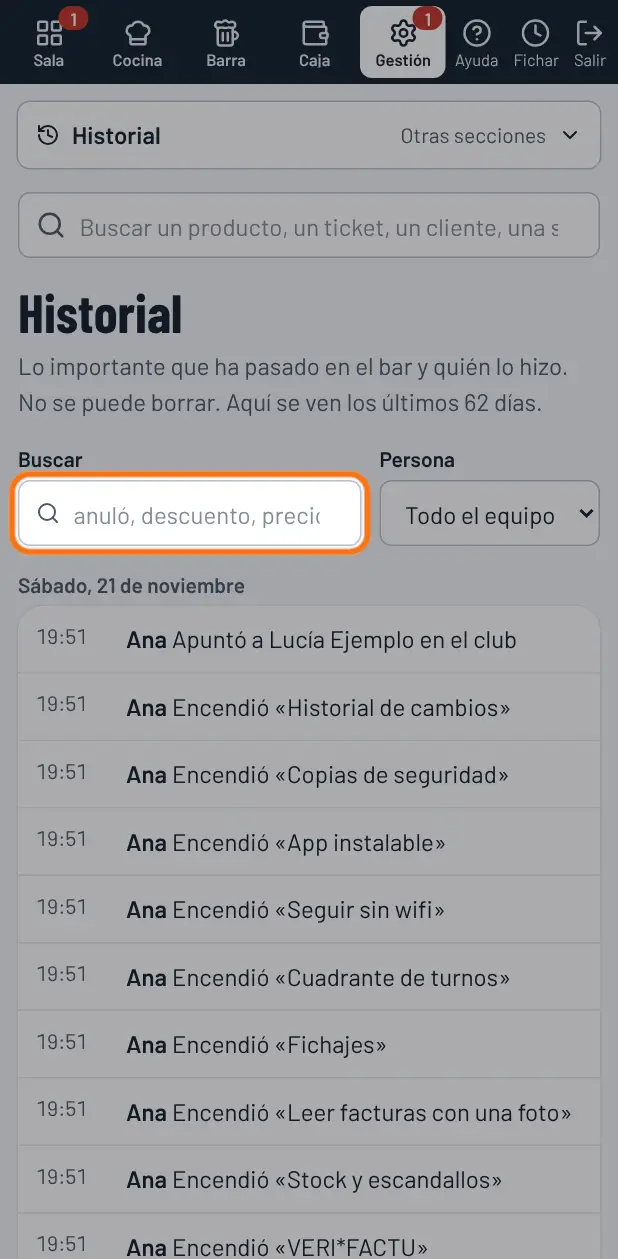 1
1
Sala
Cocina
Barra
Caja
Gestión
Ayuda
Fichar
Salir
Historial
Otras secciones
Buscar un producto, un ticket, un cliente, una s
Historial
Lo importante que ha pasado en el bar y quién lo hizo.
No se puede borrar. Aquí se ven los últimos 62 días.
Buscar
Persona
anuló, descuento, precio
Todo el equipo
Sábado, 21 de noviembre
19:51 Ana Apuntó a Lucía Ejemplo en el club
19:51 Ana Encendió «Historial de cambios»
19:51 Ana Encendió «Copias de seguridad»
19:51 Ana Encendió «App instalable»
19:51 Ana Encendió «Seguir sin wifi»
19:51 Ana Encendió «Cuadrante de turnos»
19:51 Ana Encendió «Fichajes»
19:51 Ana Encendió «Leer facturas con una foto»
19:51 Ana Encendió «Stock y escandallos»
19:51 Ana Encendió «VERI*FACTU»